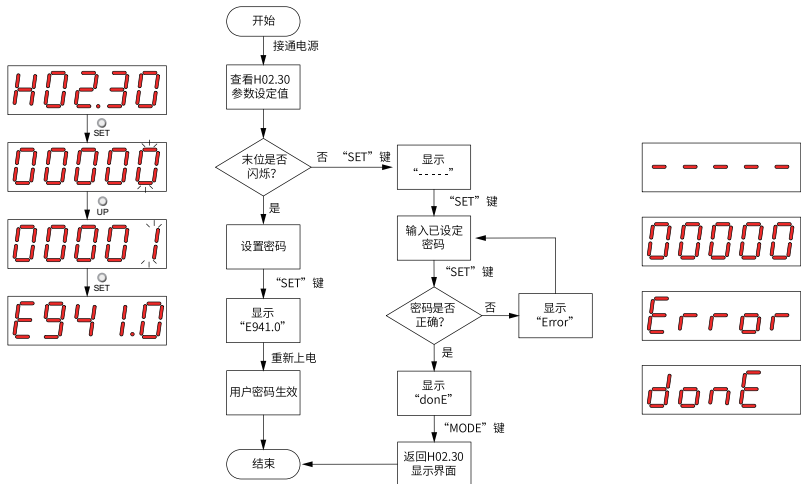 H02.30
SET
00000
UP
00001
SET
E941.0
开始
接通电源
查看H02.30
参数设定值
末位是否
闪烁？
否 “SET”键
是
设置密码
“SET”键
显示
“E941.0”
重新上电
用户密码生效
结束
显示
“-----”
“SET”键
输入已设定
密码
“SET”键
密码是否
正确？
否
显示
“Error”
是
显示
“donE”
“MODE”键
返回H02.30
显示界面
-----
00000
Error
donE